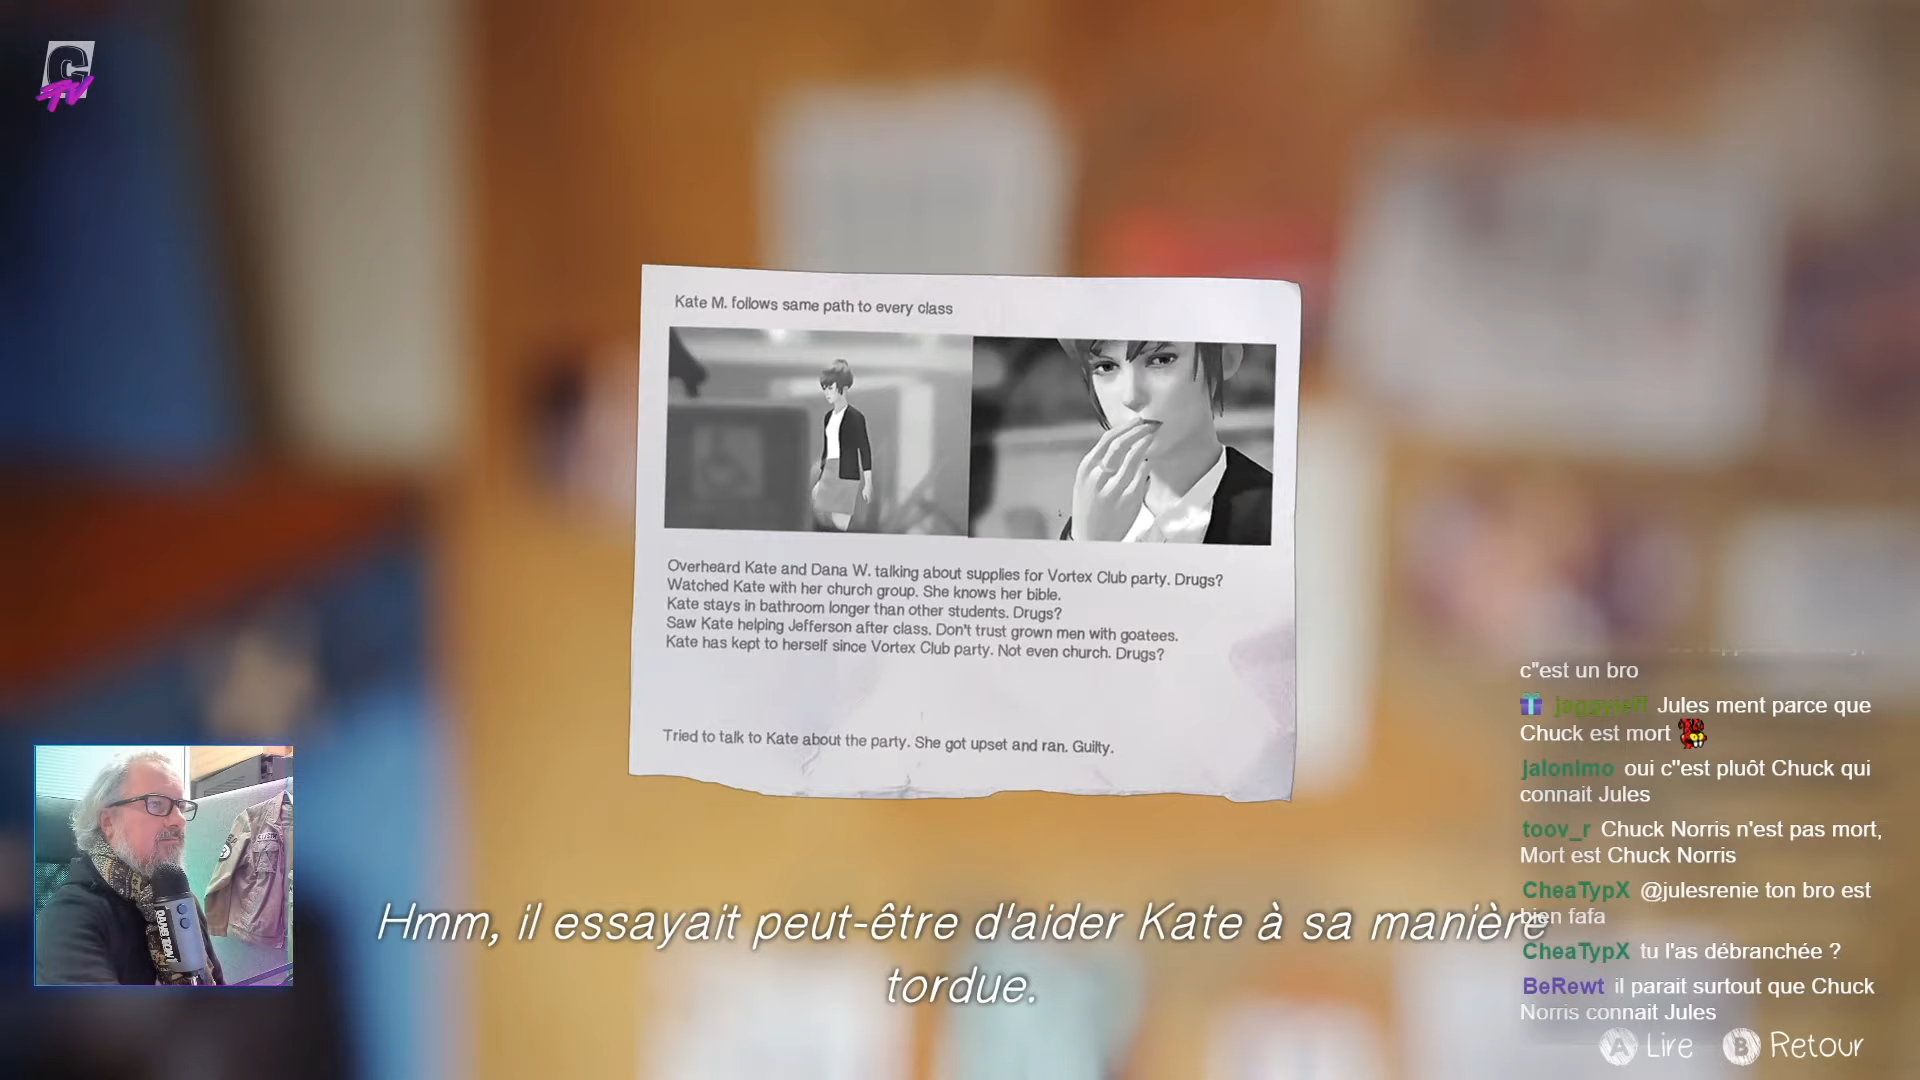 C
TV
Kate M. follows same path to every class
Overheard Kate and Dana W. talking about supplies for Vortex Club party. Drugs?
Watched Kate with her church group. She knows her bible.
Kate stays in bathroom longer than other students. Drugs?
Saw Kate helping Jefferson after class. Don't trust grown men with goatees.
Kate has kept to herself since Vortex Club party. Not even church. Drugs?
Tried to talk to Kate about the party. She got upset and ran. Guilty.
Hmm, il essayait peut-être d'aider Kate à sa manière
tordue.
c"est un bro
Jules ment parce que
Chuck est mort
jalonimo oui c"est pluôt Chuck qui
connait Jules
toov_r Chuck Norris n'est pas mort,
Mort est Chuck Norris
CheaTypX @julesrenie ton bro est
bien fafa
CheaTypX tu l'as débranchée ?
BeRewt il parait surtout que Chuck
Norris connait Jules
A Lire B Retour